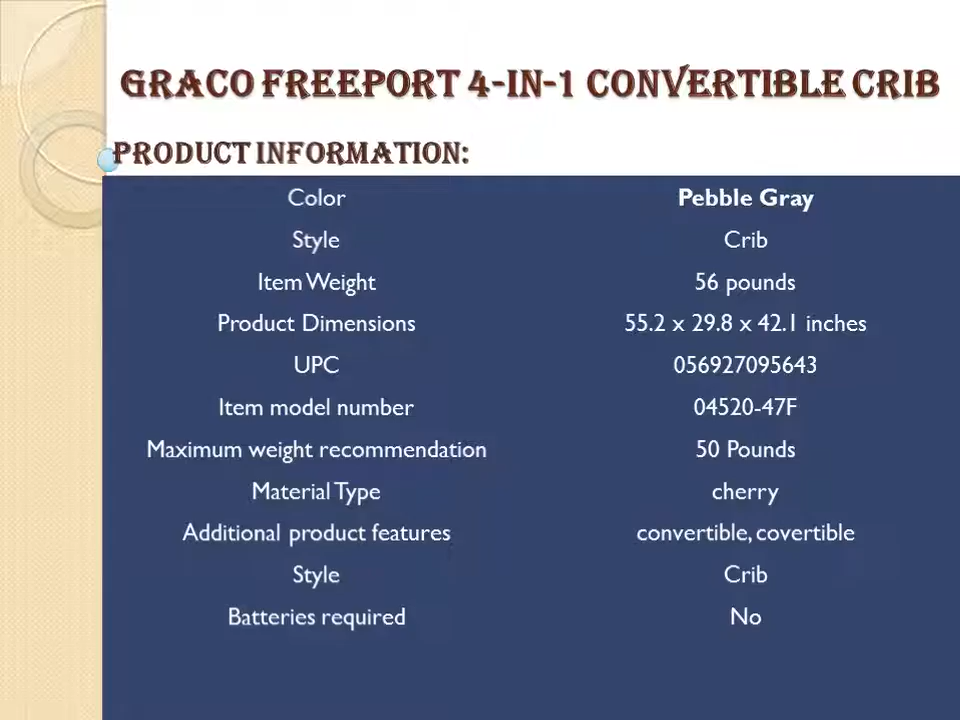 GRACO FREEPORT 4-IN-1 CONVERTIBLE CRIB
PRODUCT INFORMATION:
Color Pebble Gray
Style Crib
Item Weight 56 pounds
Product Dimensions 55.2 x 29.8 x 42.1 inches
UPC 056927095643
Item model number 04520-47F
Maximum weight recommendation 50 Pounds
Material Type cherry
Additional product features convertible, covertible
Style Crib
Batteries required No